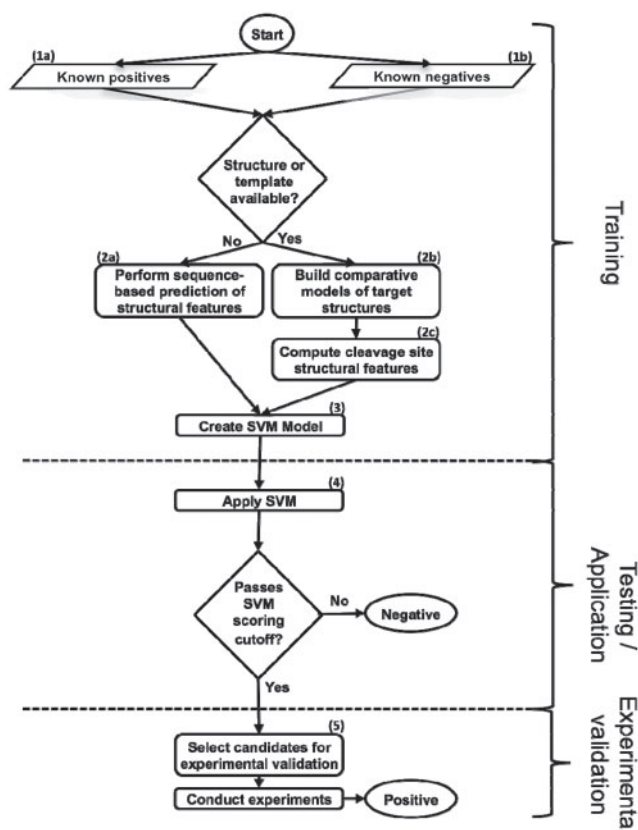 Start
(1a)
(1b)
Known positives
Known negatives
Structure or
template
available?
No
Yes
(2a)
(2b)
Perform sequence-
based prediction of
structural features
Build comparative
models of target
structures
(2c)
Compute cleavage site
structural features
(3)
Create SVM Model
Training
(4)
Apply SVM
Passes
SVM
scoring
cutoff?
No
Negative
Yes
Testing /
Application
(5)
Select candidates for
experimental validation
Conduct experiments
Positive
Experimenta
validation